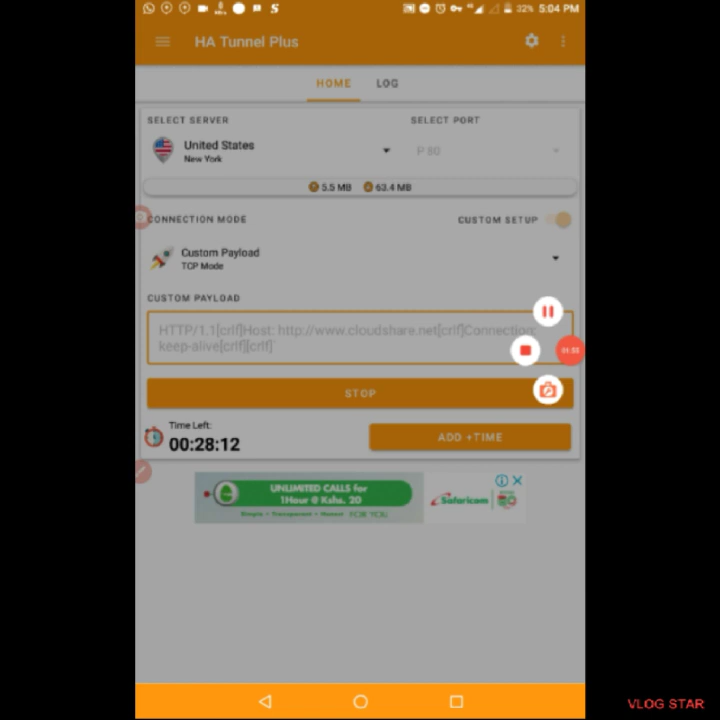 32% 5:04 PM
HA Tunnel Plus
HOME LOG
SELECT SERVER SELECT PORT
United States
New York
P 80
5.5 MB 63.4 MB
CONNECTION MODE CUSTOM SETUP
Custom Payload
TCP Mode
CUSTOM PAYLOAD
HTTP/1.1[crlf]Host: http://www.cloudshare.net[crlf]Connection:
keep-alive[crlf][crlf]
01:53
STOP
Time Left:
00:28:12
ADD +TIME
UNLIMITED CALLS for
1Hour @ Kshs. 20
Simple • Transparent • Honest FOR YOU
Safaricom
VLOG STAR